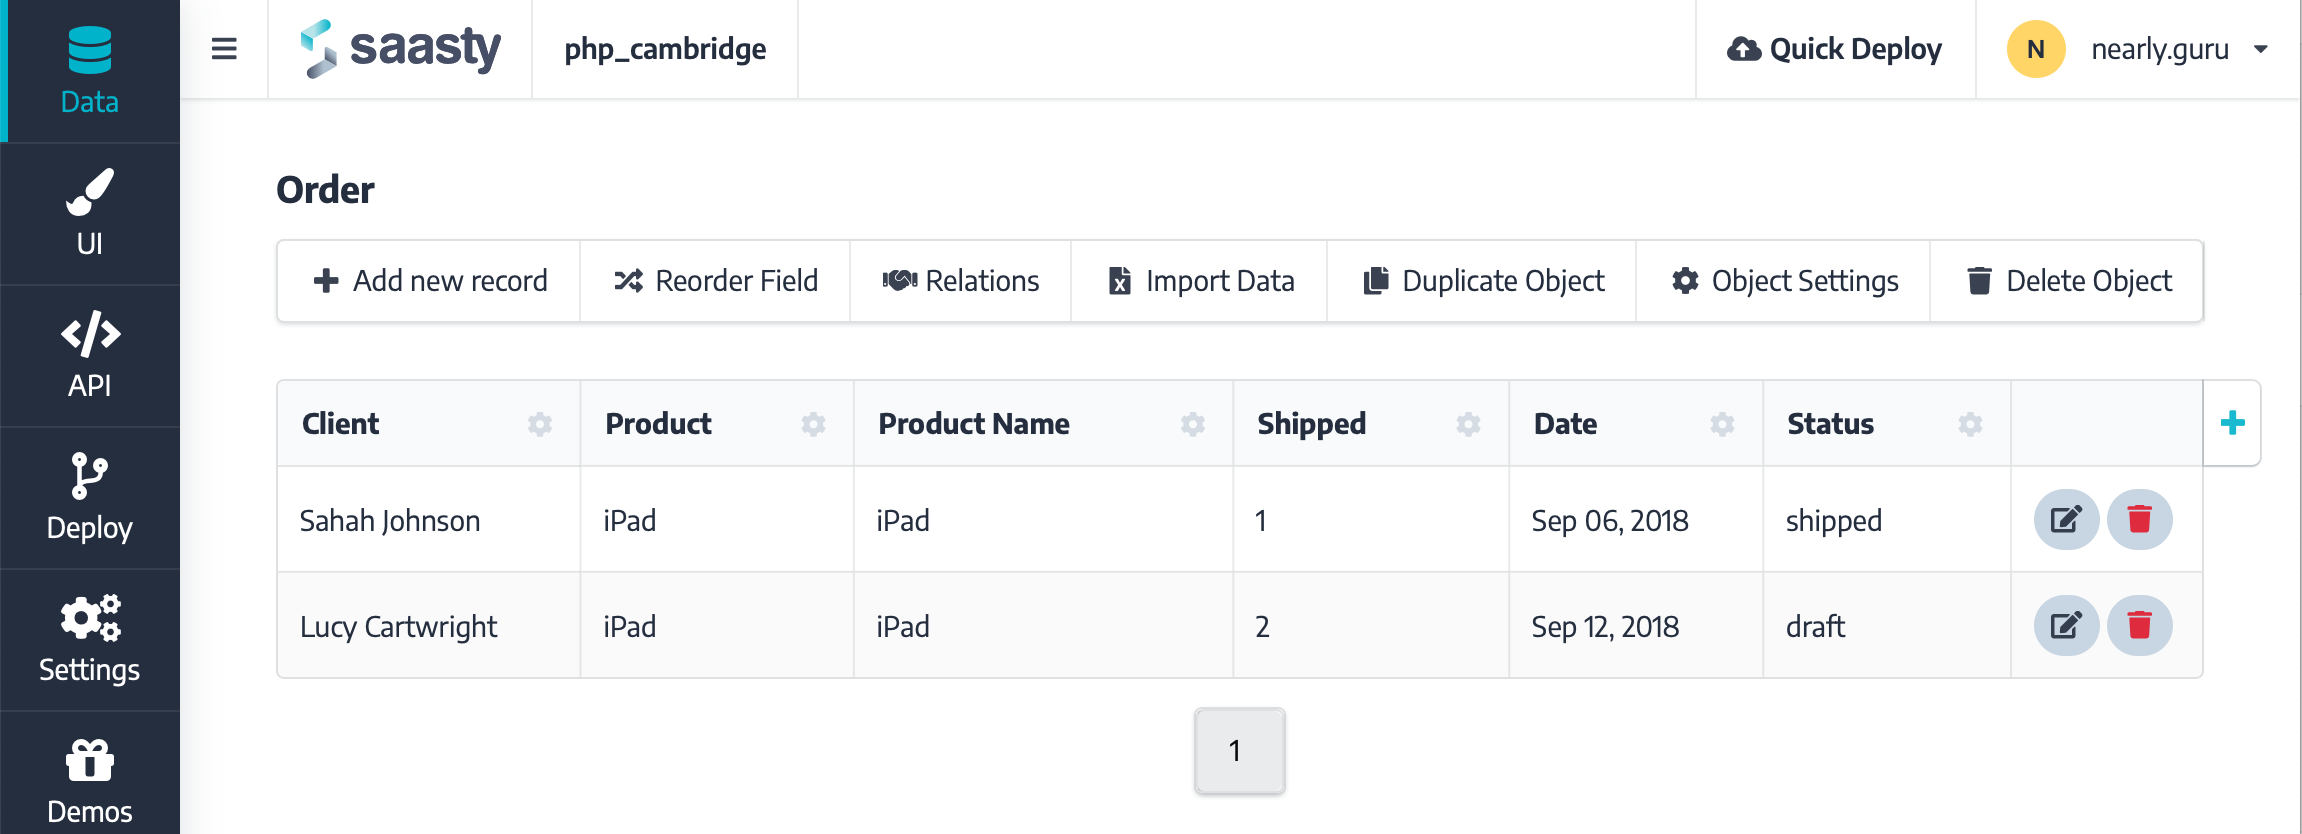 Data
UI
API
Deploy
Settings
Demos
saasty
php_cambridge
Quick Deploy
N
nearly.guru
Order
Add new record
Reorder Field
Relations
Import Data
Duplicate Object
Object Settings
Delete Object
Client Product Product Name Shipped Date Status
Sahah Johnson iPad iPad 1 Sep 06, 2018 shipped
Lucy Cartwright iPad iPad 2 Sep 12, 2018 draft
1